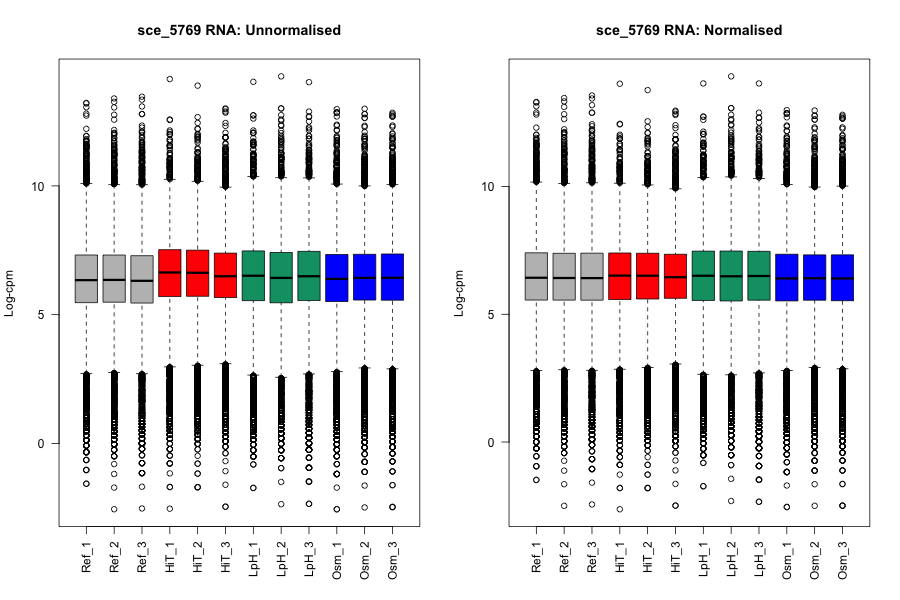 sce_5769 RNA: Unnormalised
Log-cpm
10
5
0
Ref_1
Ref_2
Ref_3
HiT_1
HiT_2
HiT_3
LpH_1
LpH_2
LpH_3
Osm_1
Osm_2
Osm_3
sce_5769 RNA: Normalised
Log-cpm
10
5
0
Ref_1
Ref_2
Ref_3
HiT_1
HiT_2
HiT_3
LpH_1
LpH_2
LpH_3
Osm_1
Osm_2
Osm_3